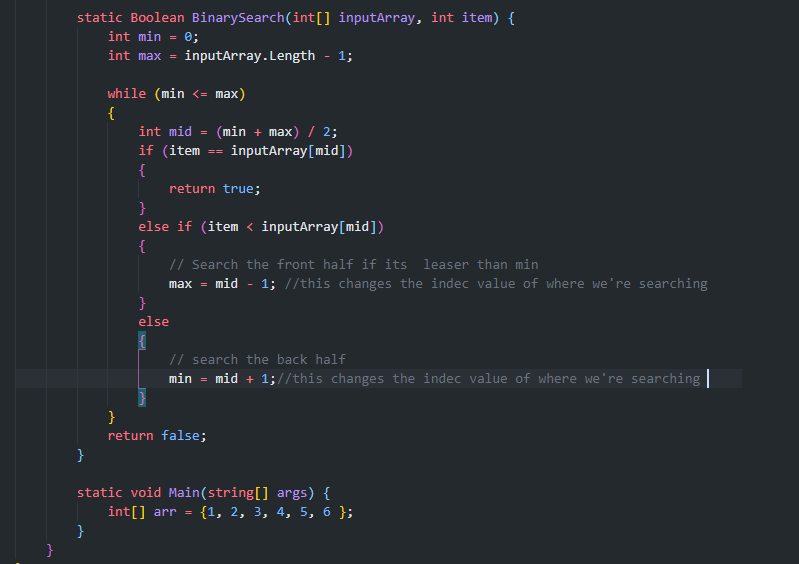 static Boolean BinarySearch(int[] inputArray, int item) {
int min = 0;
int max = inputArray.Length - 1;
while (min <= max)
{
int mid = (min + max) / 2;
if (item == inputArray[mid])
{
return true;
}
else if (item < inputArray[mid])
{
// Search the front half if its  leaser than min
max = mid - 1; //this changes the indec value of where we're searching
}
else
{
// search the back half
min = mid + 1;//this changes the indec value of where we're searching
}
}
return false;
}
static void Main(string[] args) {
int[] arr = {1, 2, 3, 4, 5, 6 };
}
}